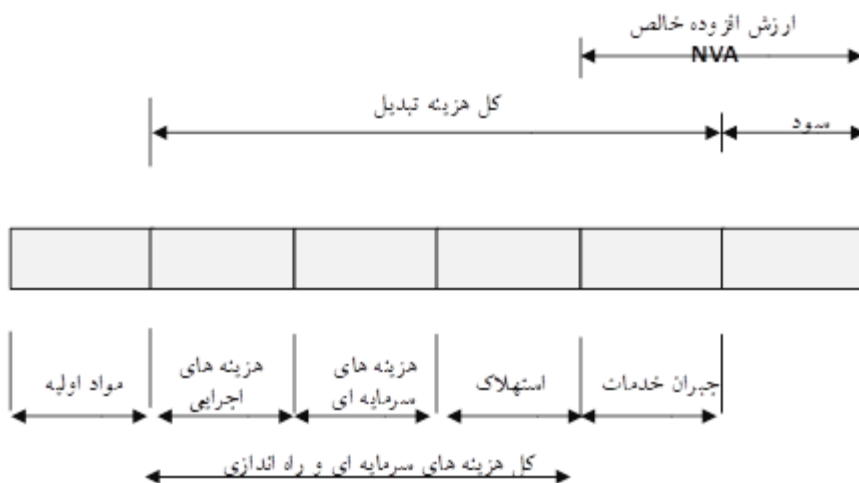 ارزش افزوده خالص
NVA
کل هزینه تبدیل
سود
مواد اولیه
هزینه های
اجرایی
هزینه های
سرمایه ای
استهلاک
جبران خدمات
کل هزینه های سرمایه ای و راه اندازی